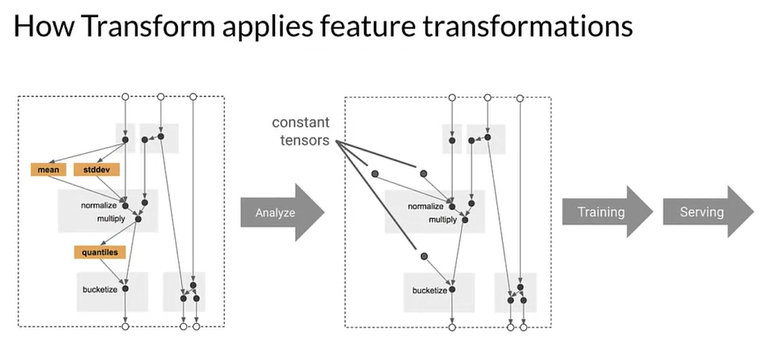 How Transform applies feature transformations
mean
stddev
normalize
multiply
quantiles
bucketize
Analyze
constant
tensors
normalize
multiply
bucketize
Training
Serving